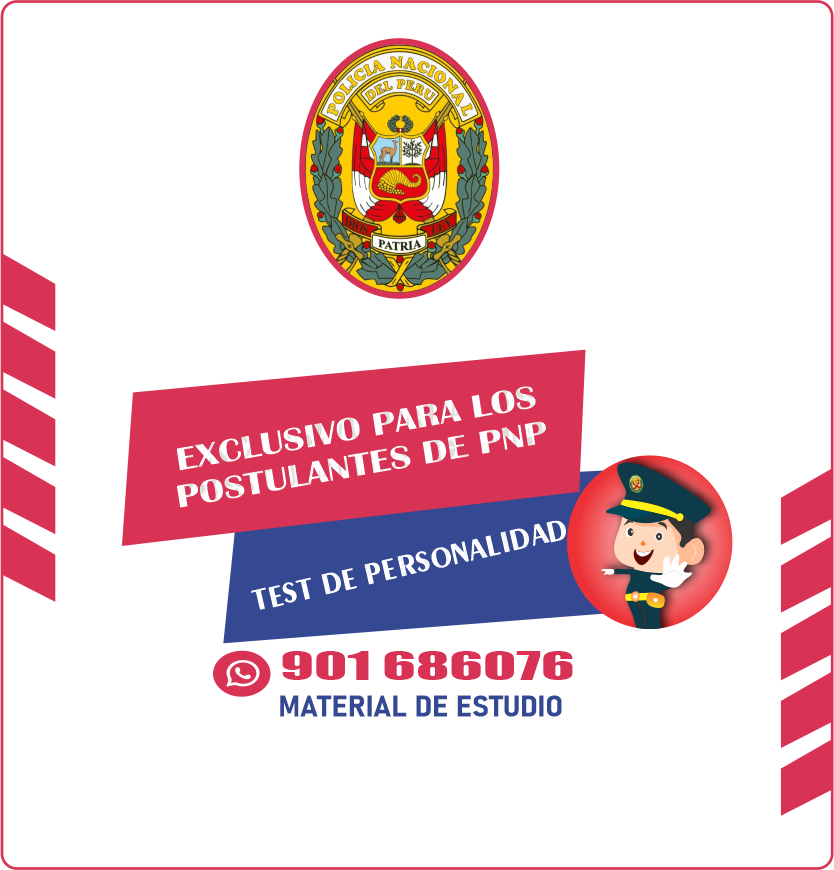 POLICIA NACIONAL
DEL PERU
DIOS
LEY
PATRIA
EXCLUSIVO PARA LOS
POSTULANTES DE PNP
TEST DE PERSONALIDAD
901 686076
MATERIAL DE ESTUDIO